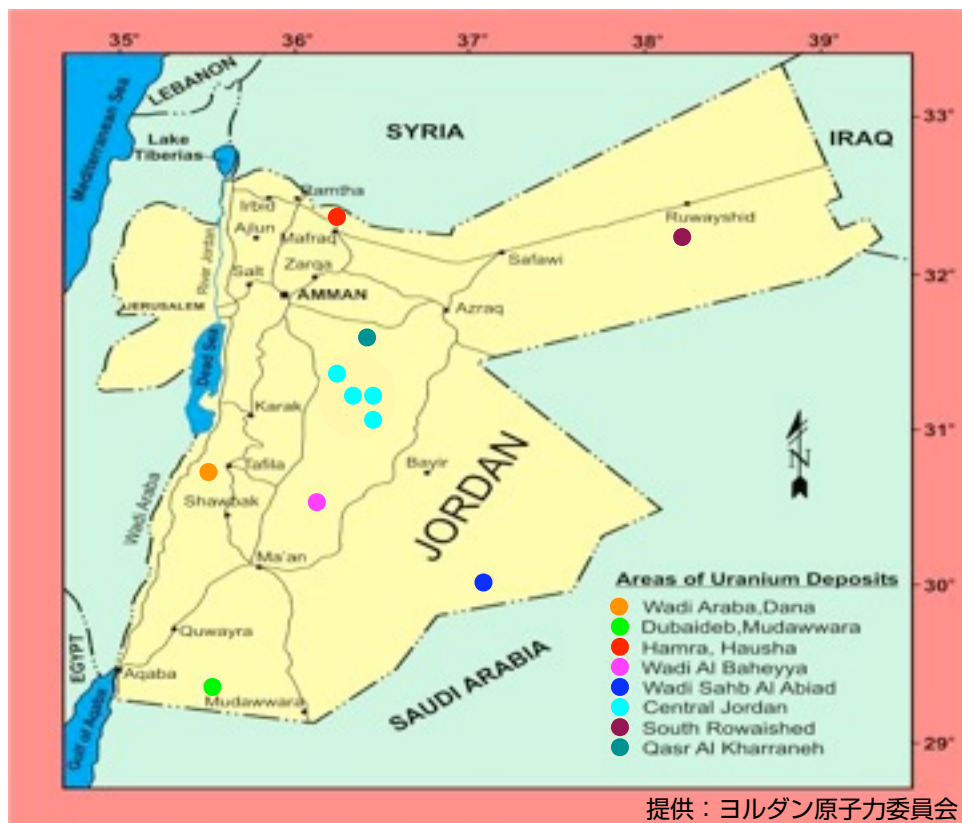 35°
36°
37°
38°
39°
Mediterranean Sea
LEBANON
SYRIA
IRAQ
33°
Lake
Tiberias
Ramtha
Irbid
Ajlun
Mafraq
Ruwayshid
River Jordan
Safawi
Zarqa
Salt
32°
AMMAN
JERUSALEM
Azraq
Dead Sea
Karak
31°
Tafila
Bayir
JORDAN
N
Wadi Araba
Shawbak
Ma'an
30°
Quwayra
EGYPT
Aqaba
Mudawwara
SAUDI ARABIA
Gulf of Aqaba
29°
Areas of Uranium Deposits
Wadi Araba,Dana
Dubaideb,Mudawwara
Hamra, Hausha
Wadi Al Baheyya
Wadi Sahb Al Abiad
Central Jordan
South Rowaished
Qasr Al Kharraneh
提供：ヨルダン原子力委員会